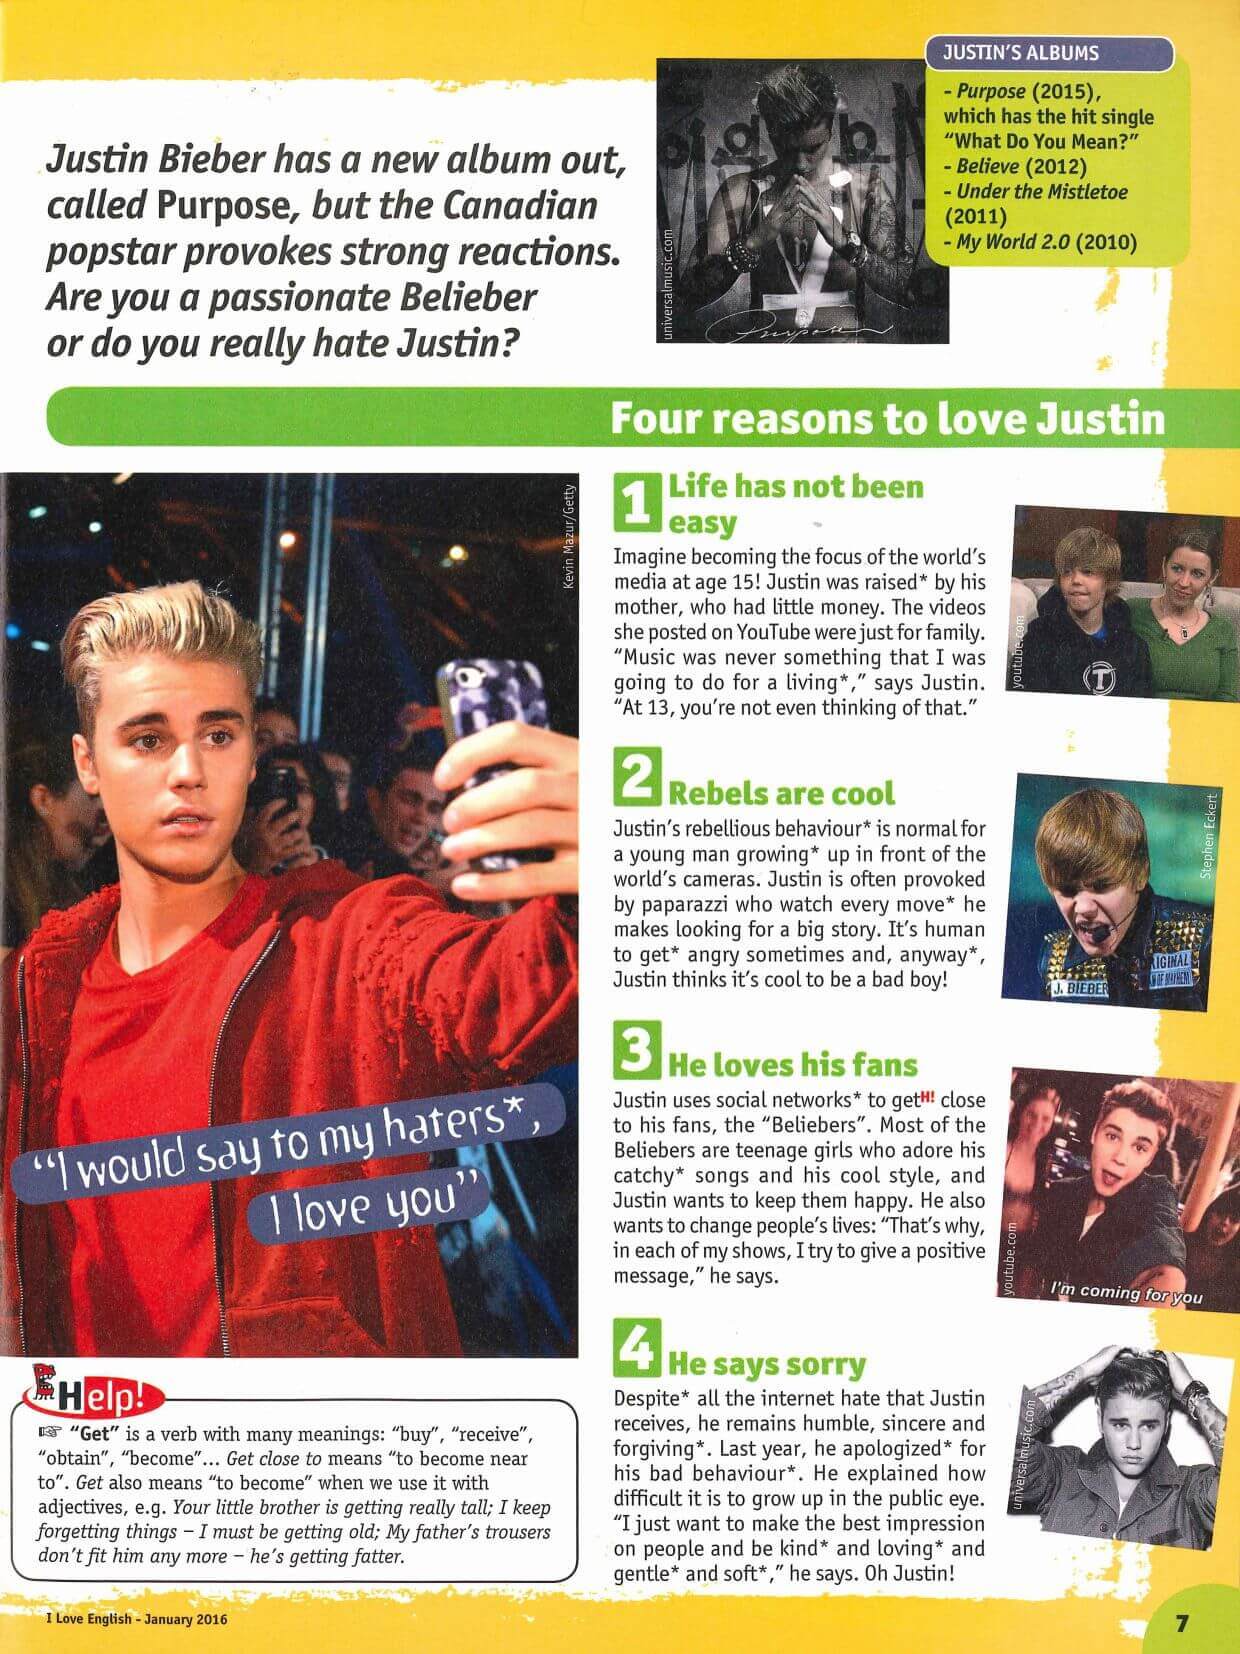 Justin Bieber has a new album out,
called Purpose, but the Canadian
popstar provokes strong reactions.
Are you a passionate Belieber
or do you really hate Justin?
universalmusic.com
Purpose
JUSTIN'S ALBUMS
- Purpose (2015),
which has the hit single
“What Do You Mean?”
- Believe (2012)
- Under the Mistletoe
(2011)
- My World 2.0 (2010)
Four reasons to love Justin
Kevin Mazur/Getty
“I would say to my haters*,
I love you”
Help!
☞ “Get” is a verb with many meanings: “buy”, “receive”,
“obtain”, “become”... Get close to means “to become near
to”. Get also means “to become” when we use it with
adjectives, e.g. Your little brother is getting really tall; I keep
forgetting things – I must be getting old; My father's trousers
don't fit him any more – he's getting fatter.
1 Life has not been
easy
Imagine becoming the focus of the world's
media at age 15! Justin was raised* by his
mother, who had little money. The videos
she posted on YouTube were just for family.
“Music was never something that I was
going to do for a living*,” says Justin.
“At 13, you're not even thinking of that.”
youtube.com
T
2 Rebels are cool
Justin's rebellious behaviour* is normal for
a young man growing* up in front of the
world's cameras. Justin is often provoked
by paparazzi who watch every move* he
makes looking for a big story. It's human
to get* angry sometimes and, anyway*,
Justin thinks it's cool to be a bad boy!
Stephen Eckert
J. BIEBER
ORIGINAL
OF MAYHEM
3 He loves his fans
Justin uses social networks* to getH! close
to his fans, the “Beliebers”. Most of the
Beliebers are teenage girls who adore his
catchy* songs and his cool style, and
Justin wants to keep them happy. He also
wants to change people's lives: “That's why,
in each of my shows, I try to give a positive
message,” he says.
youtube.com
I'm coming for you
4 He says sorry
Despite* all the internet hate that Justin
receives, he remains humble, sincere and
forgiving*. Last year, he apologized* for
his bad behaviour*. He explained how
difficult it is to grow up in the public eye.
“I just want to make the best impression
on people and be kind* and loving* and
gentle* and soft*,” he says. Oh Justin!
universalmusic.com
I Love English - January 2016
7